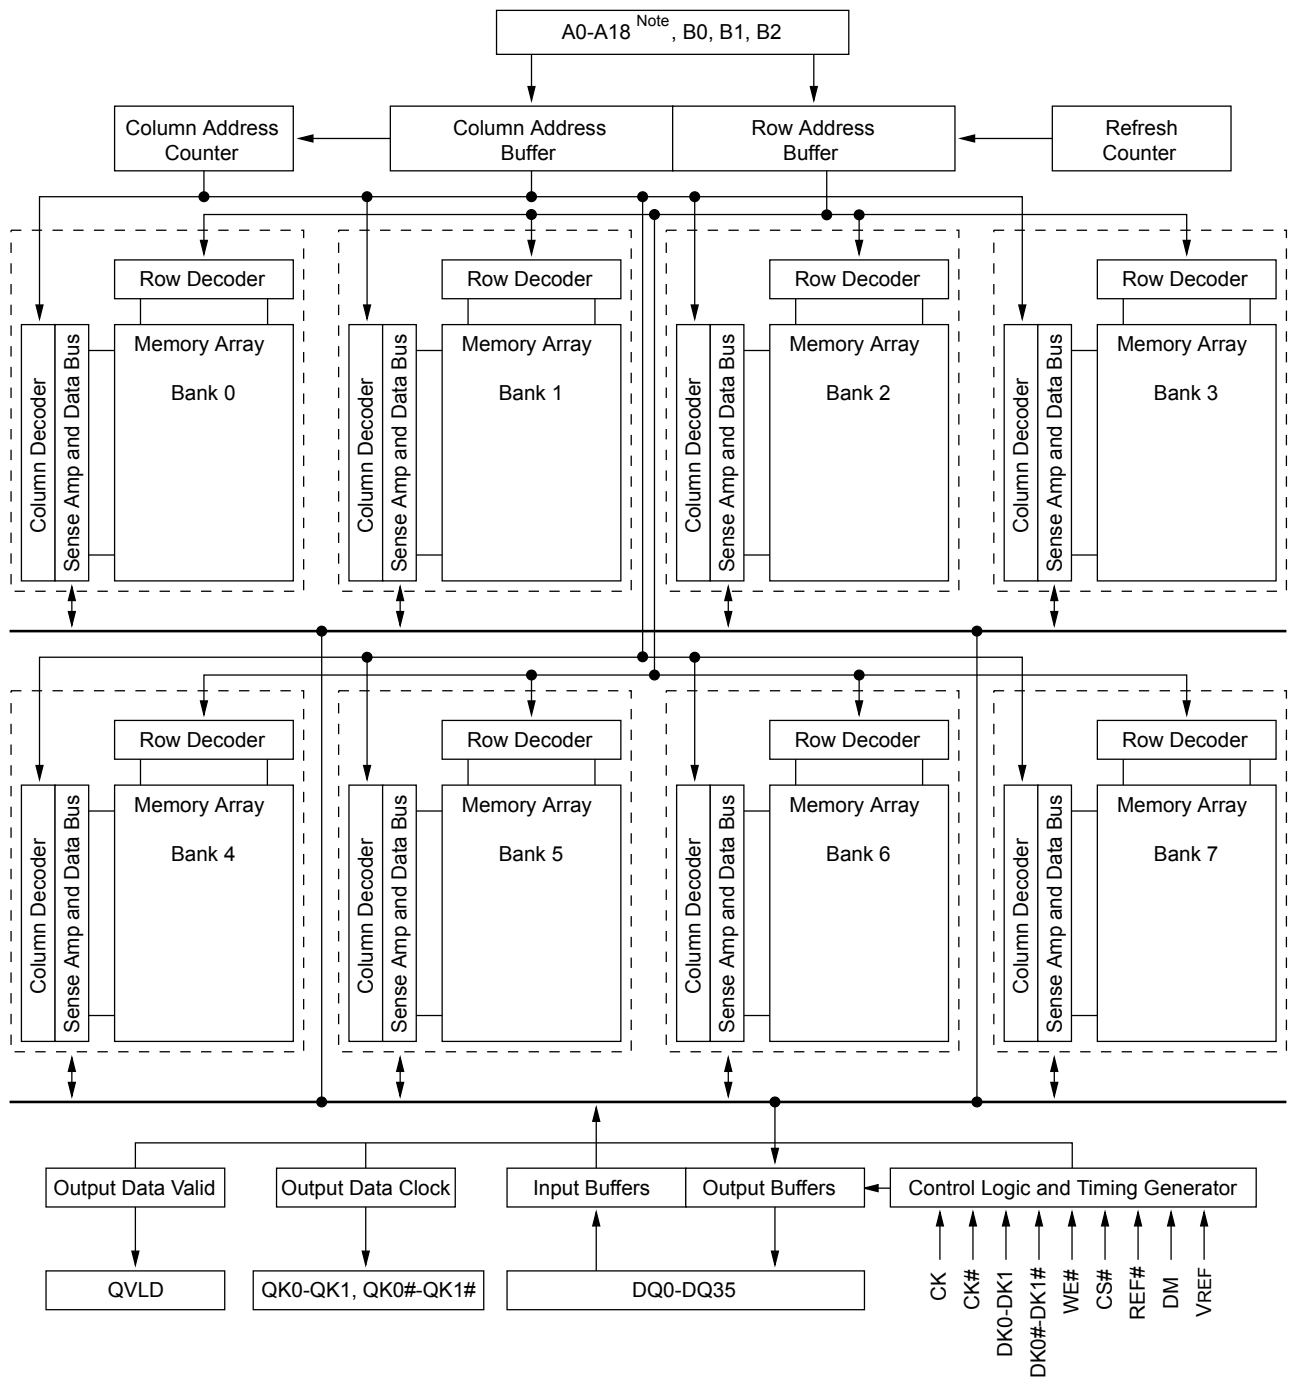 A0-A18 Note, B0, B1, B2
Column Address
Counter
Column Address
Buffer
Row Address
Buffer
Refresh
Counter
Row Decoder
Memory Array
Bank 0
Column Decoder
Sense Amp and Data Bus
Row Decoder
Memory Array
Bank 1
Column Decoder
Sense Amp and Data Bus
Row Decoder
Memory Array
Bank 2
Column Decoder
Sense Amp and Data Bus
Row Decoder
Memory Array
Bank 3
Column Decoder
Sense Amp and Data Bus
Row Decoder
Memory Array
Bank 4
Column Decoder
Sense Amp and Data Bus
Row Decoder
Memory Array
Bank 5
Column Decoder
Sense Amp and Data Bus
Row Decoder
Memory Array
Bank 6
Column Decoder
Sense Amp and Data Bus
Row Decoder
Memory Array
Bank 7
Column Decoder
Sense Amp and Data Bus
Output Data Valid
Output Data Clock
Input Buffers
Output Buffers
Control Logic and Timing Generator
QVLD
QK0-QK1, QK0#-QK1#
DQ0-DQ35
CK
CK#
DK0-DK1
DK0#-DK1#
WE#
CS#
REF#
DM
VREF